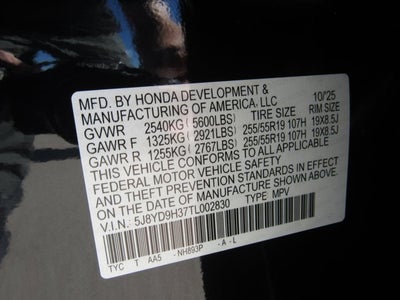 MFD. BY HONDA DEVELOPMENT &
MANUFACTURING OF AMERICA, LLC 10/25
GVWR 2540KG (5600LBS) TIRE SIZE RIM SIZE
GAWR F 1325KG (2921LBS) 255/55R19 107H 19X8.5J
GAWR R 1255KG (2767LBS) 255/55R19 107H 19X8.5J
THIS VEHICLE CONFORMS TO ALL APPLICABLE
FEDERAL MOTOR VEHICLE SAFETY
AND THEFT PREVENTION STANDARDS IN EFFECT ON
THE DATE OF MANUFACTURE SHOWN ABOVE.
V.I.N.: 5J8YD9H37TL002830 TYPE: MPV
TYC T AA5 -NH893P -A-L